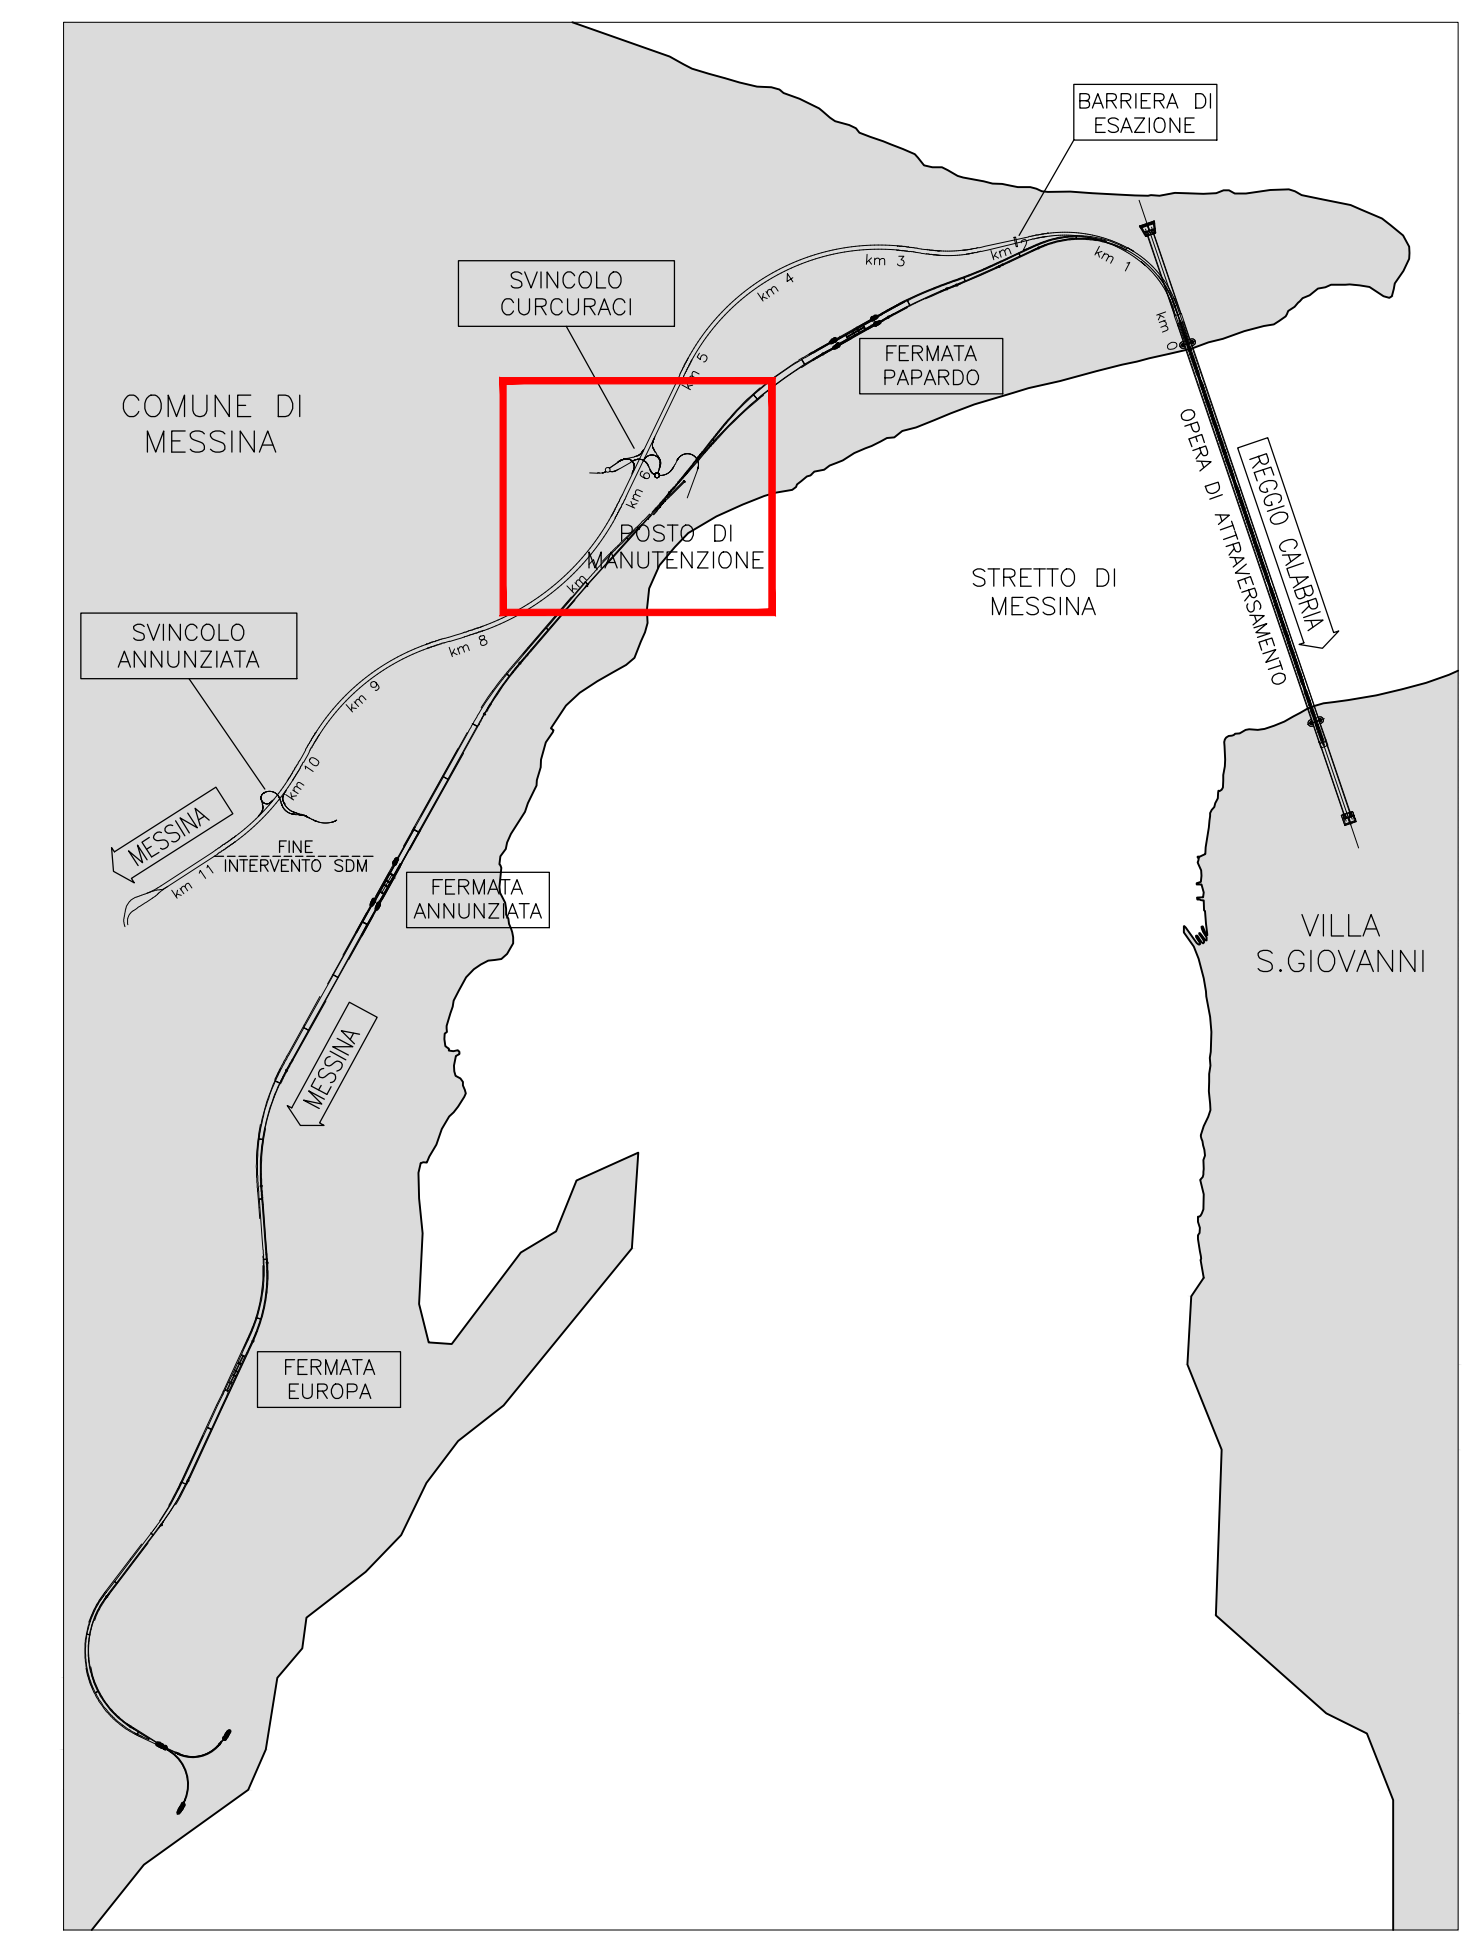 BARRIERA DI
ESAZIONE
SVINCOLO
CURCURACI
km 4
km 3
km 2
km 1
km 0
km 5
FERMATA
PAPARDO
COMUNE DI
MESSINA
km 6
POSTO DI
MANUTENZIONE
km
OPERA DI ATTRAVERSAMENTO
REGGIO CALABRIA
STRETTO DI
MESSINA
SVINCOLO
ANNUNZIATA
km 8
km 9
km 10
MESSINA
FINE
INTERVENTO SDM
km 11
FERMATA
ANNUNZIATA
VILLA
S.GIOVANNI
MESSINA
FERMATA
EUROPA